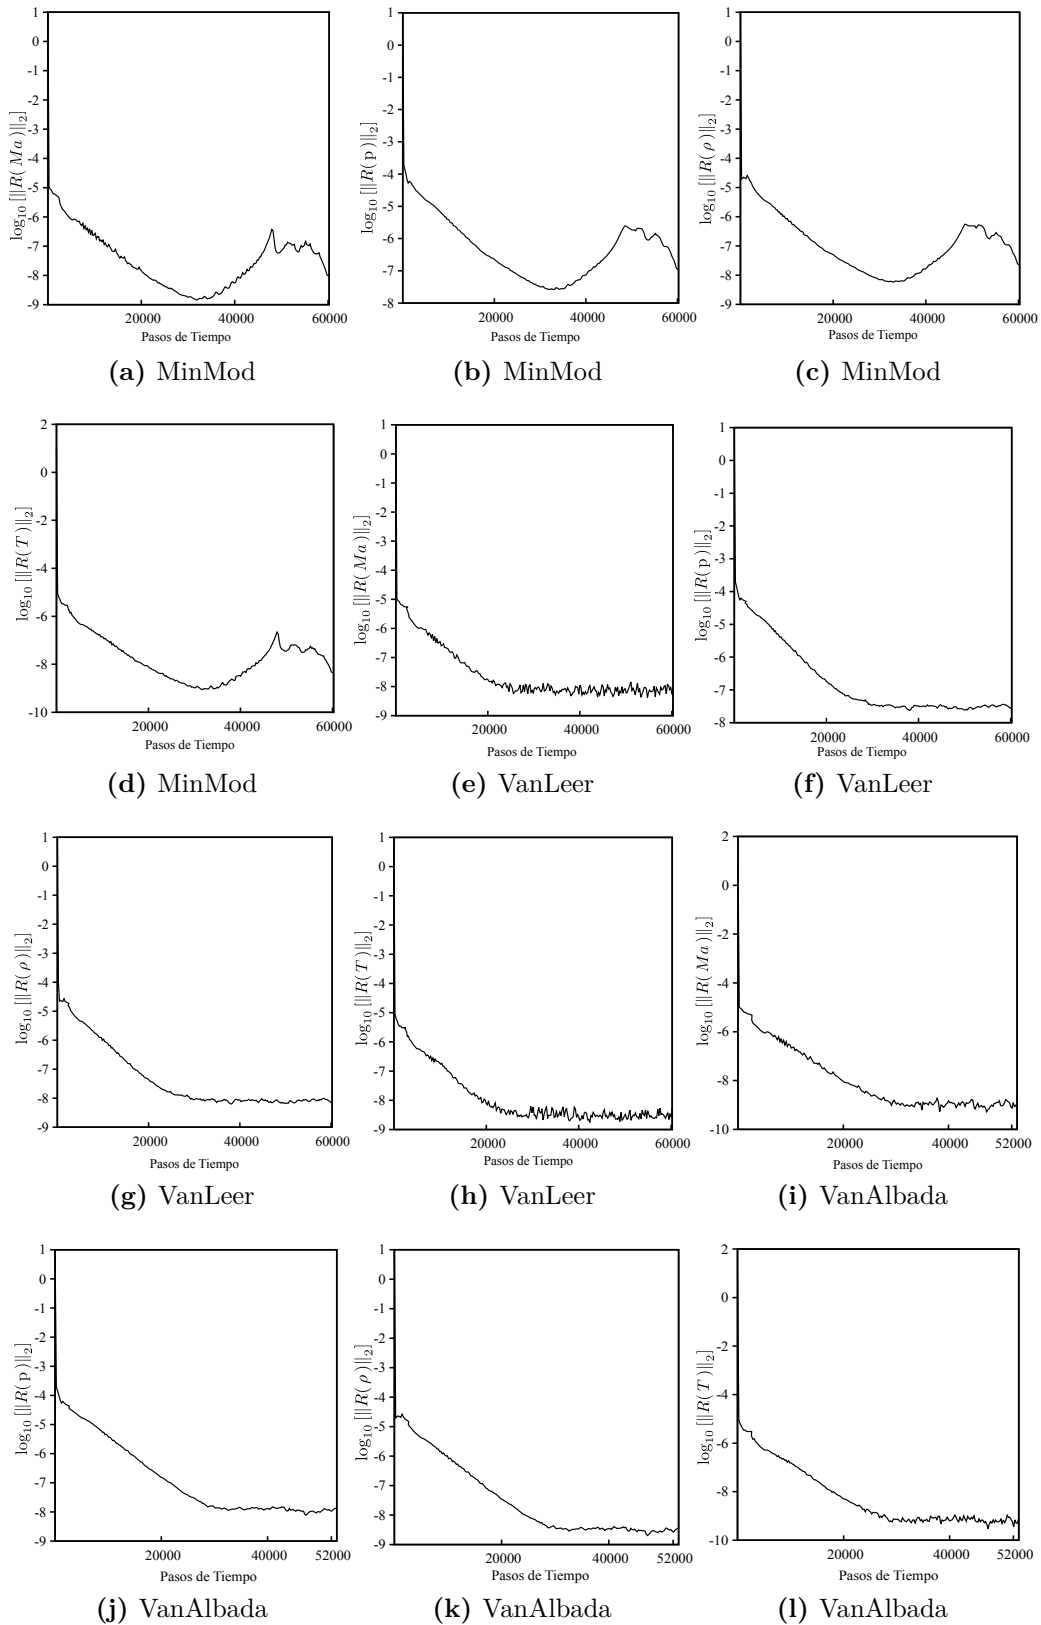 log₁₀ [||R( Ma )||₂]
1
0
-1
-2
-3
-4
-5
-6
-7
-8
-9
20000 40000 60000
Pasos de Tiempo
(a) MinMod
log₁₀ [||R( p )||₂]
1
0
-1
-2
-3
-4
-5
-6
-7
-8
20000 40000 60000
Pasos de Tiempo
(b) MinMod
log₁₀ [||R( ρ )||₂]
1
0
-1
-2
-3
-4
-5
-6
-7
-8
-9
20000 40000 60000
Pasos de Tiempo
(c) MinMod
log₁₀ [||R( T )||₂]
2
0
-2
-4
-6
-8
-10
20000 40000 60000
Pasos de Tiempo
(d) MinMod
log₁₀ [||R( Ma )||₂]
1
0
-1
-2
-3
-4
-5
-6
-7
-8
-9
20000 40000 60000
Pasos de Tiempo
(e) VanLeer
log₁₀ [||R( p )||₂]
1
0
-1
-2
-3
-4
-5
-6
-7
-8
20000 40000 60000
Pasos de Tiempo
(f) VanLeer
log₁₀ [||R( ρ )||₂]
1
0
-1
-2
-3
-4
-5
-6
-7
-8
-9
20000 40000 60000
Pasos de Tiempo
(g) VanLeer
log₁₀ [||R( T )||₂]
1
0
-1
-2
-3
-4
-5
-6
-7
-8
-9
20000 40000 60000
Pasos de Tiempo
(h) VanLeer
log₁₀ [||R( Ma )||₂]
2
0
-2
-4
-6
-8
-10
20000 40000 52000
Pasos de Tiempo
(i) VanAlbada
log₁₀ [||R( p )||₂]
1
0
-1
-2
-3
-4
-5
-6
-7
-8
-9
20000 40000 52000
Pasos de Tiempo
(j) VanAlbada
log₁₀ [||R( ρ )||₂]
1
0
-1
-2
-3
-4
-5
-6
-7
-8
-9
20000 40000 52000
Pasos de Tiempo
(k) VanAlbada
log₁₀ [||R( T )||₂]
2
0
-2
-4
-6
-8
-10
20000 40000 52000
Pasos de Tiempo
(l) VanAlbada